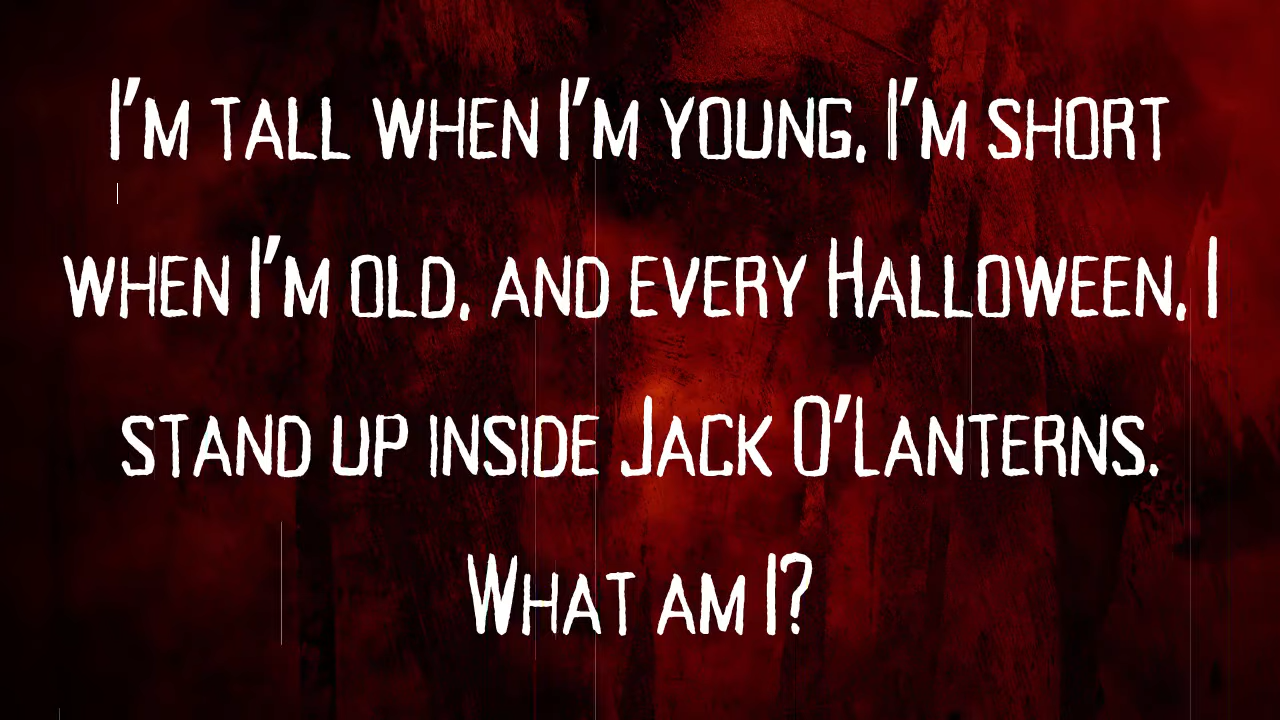 I'm tall when I'm young, I'm short
when I'm old, and every Halloween, I
stand up inside Jack O'Lanterns.
What am I?